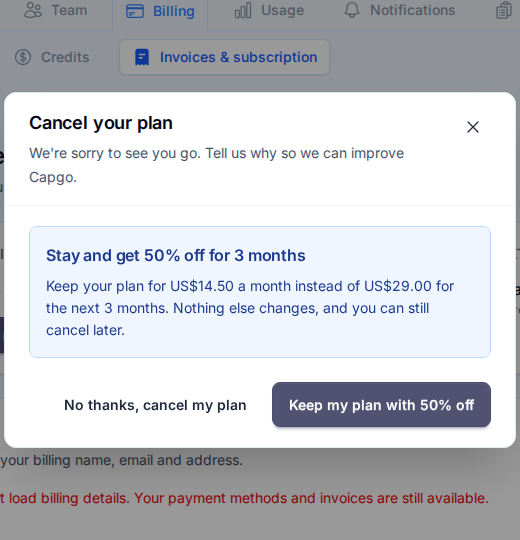 Team Billing Usage Notifications
Credits Invoices & subscription
Cancel your plan
We're sorry to see you go. Tell us why so we can improve
Capgo.
Stay and get 50% off for 3 months
Keep your plan for US$14.50 a month instead of US$29.00 for
the next 3 months. Nothing else changes, and you can still
cancel later.
No thanks, cancel my plan Keep my plan with 50% off
your billing name, email and address.
t load billing details. Your payment methods and invoices are still available.